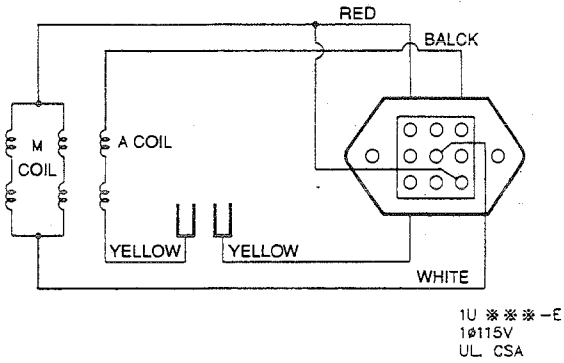 RED
BALCK
M
COIL
A COIL
YELLOW
YELLOW
WHITE
1U ※※※-E
1ø115V
UL CSA